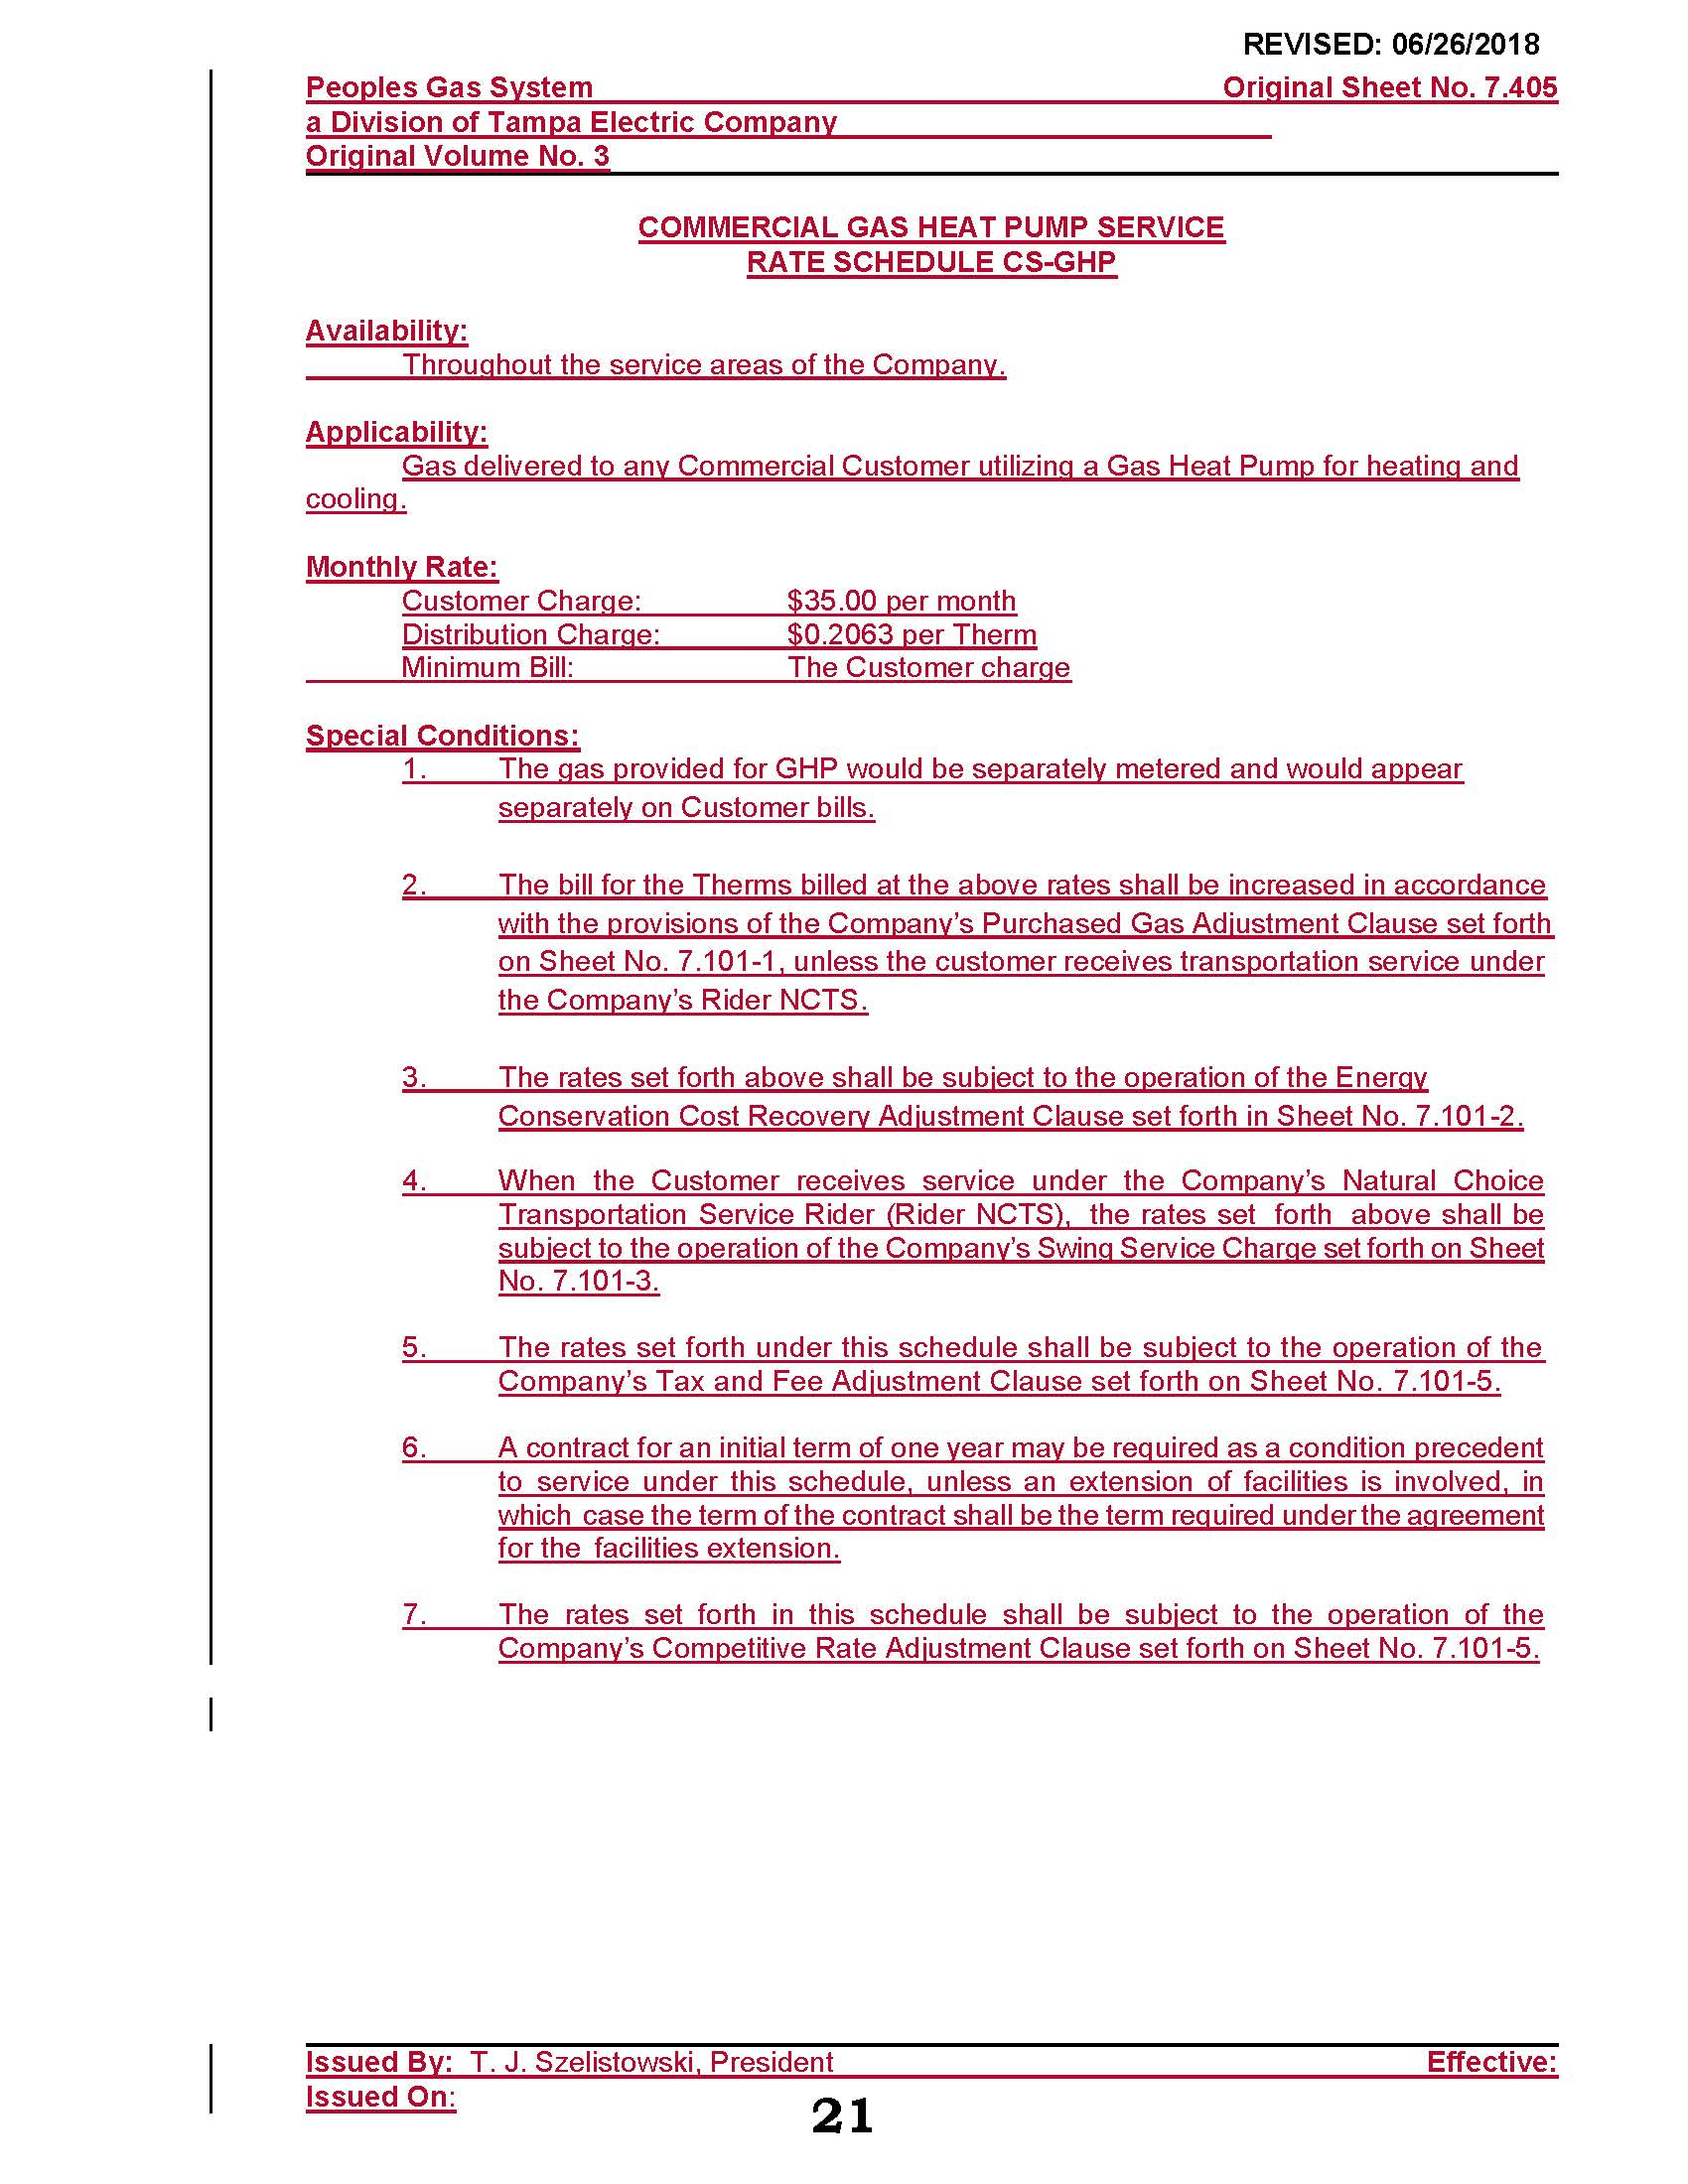 REVISED: 06/26/2018
Peoples Gas System Original Sheet No. 7.405
a Division of Tampa Electric Company
Original Volume No. 3
COMMERCIAL GAS HEAT PUMP SERVICE
RATE SCHEDULE CS-GHP
Availability:
Throughout the service areas of the Company.
Applicability:
Gas delivered to any Commercial Customer utilizing a Gas Heat Pump for heating and
cooling.
Monthly Rate:
Customer Charge: $35.00 per month
Distribution Charge: $0.2063 per Therm
Minimum Bill: The Customer charge
Special Conditions:
1. The gas provided for GHP would be separately metered and would appear
separately on Customer bills.
2. The bill for the Therms billed at the above rates shall be increased in accordance
with the provisions of the Company’s Purchased Gas Adjustment Clause set forth
on Sheet No. 7.101-1, unless the customer receives transportation service under
the Company’s Rider NCTS.
3. The rates set forth above shall be subject to the operation of the Energy
Conservation Cost Recovery Adjustment Clause set forth in Sheet No. 7.101-2.
4. When the Customer receives service under the Company’s Natural Choice
Transportation Service Rider (Rider NCTS), the rates set forth above shall be
subject to the operation of the Company’s Swing Service Charge set forth on Sheet
No. 7.101-3.
5. The rates set forth under this schedule shall be subject to the operation of the
Company’s Tax and Fee Adjustment Clause set forth on Sheet No. 7.101-5.
6. A contract for an initial term of one year may be required as a condition precedent
to service under this schedule, unless an extension of facilities is involved, in
which case the term of the contract shall be the term required under the agreement
for the facilities extension.
7. The rates set forth in this schedule shall be subject to the operation of the
Company’s Competitive Rate Adjustment Clause set forth on Sheet No. 7.101-5.
Issued By: T. J. Szelistowski, President Effective:
Issued On:
21